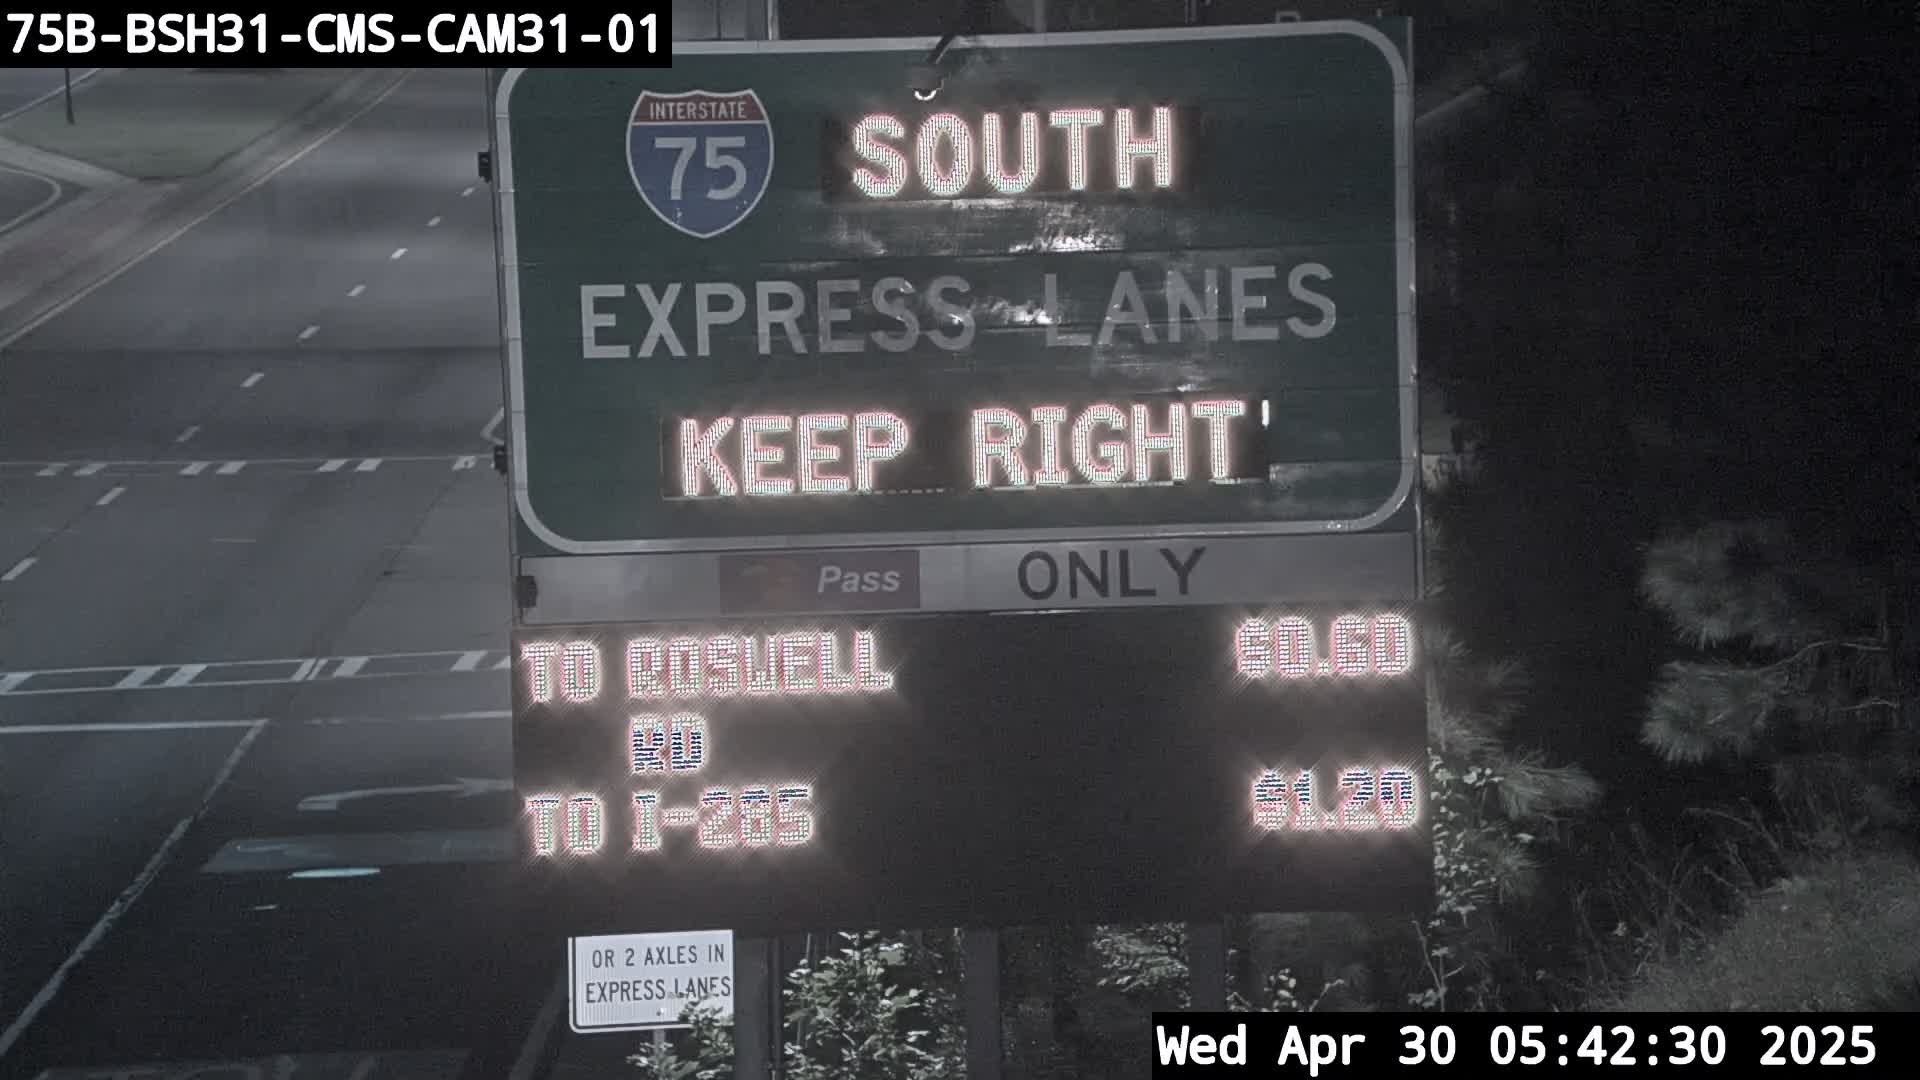 75B-BSH31-CMS-CAM31-01
INTERSTATE
75
SOUTH
EXPRESS LANES
KEEP RIGHT
Pass ONLY
TO ROSWELL $0.60
RD
TO I-285 $1.20
OR 2 AXLES IN
EXPRESS LANES
Wed Apr 30 05:42:30 2025